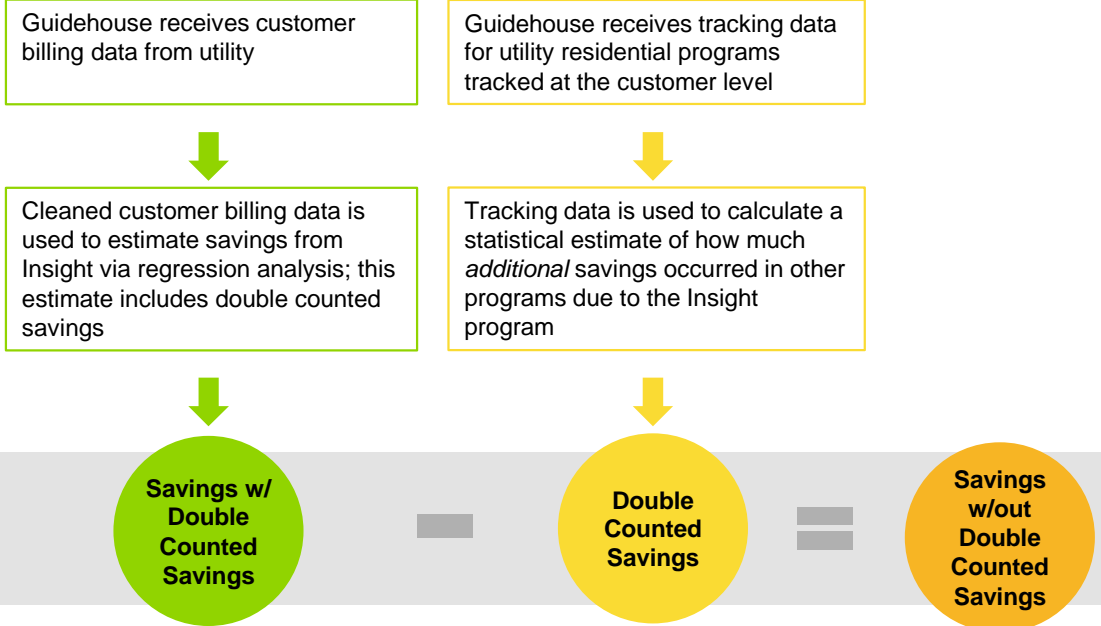 Guidehouse receives customer
billing data from utility
Guidehouse receives tracking data
for utility residential programs
tracked at the customer level
Cleaned customer billing data is
used to estimate savings from
Insight via regression analysis; this
estimate includes double counted
savings
Tracking data is used to calculate a
statistical estimate of how much
additional savings occurred in other
programs due to the Insight
program
Savings w/
Double
Counted
Savings
Double
Counted
Savings
Savings
w/out
Double
Counted
Savings